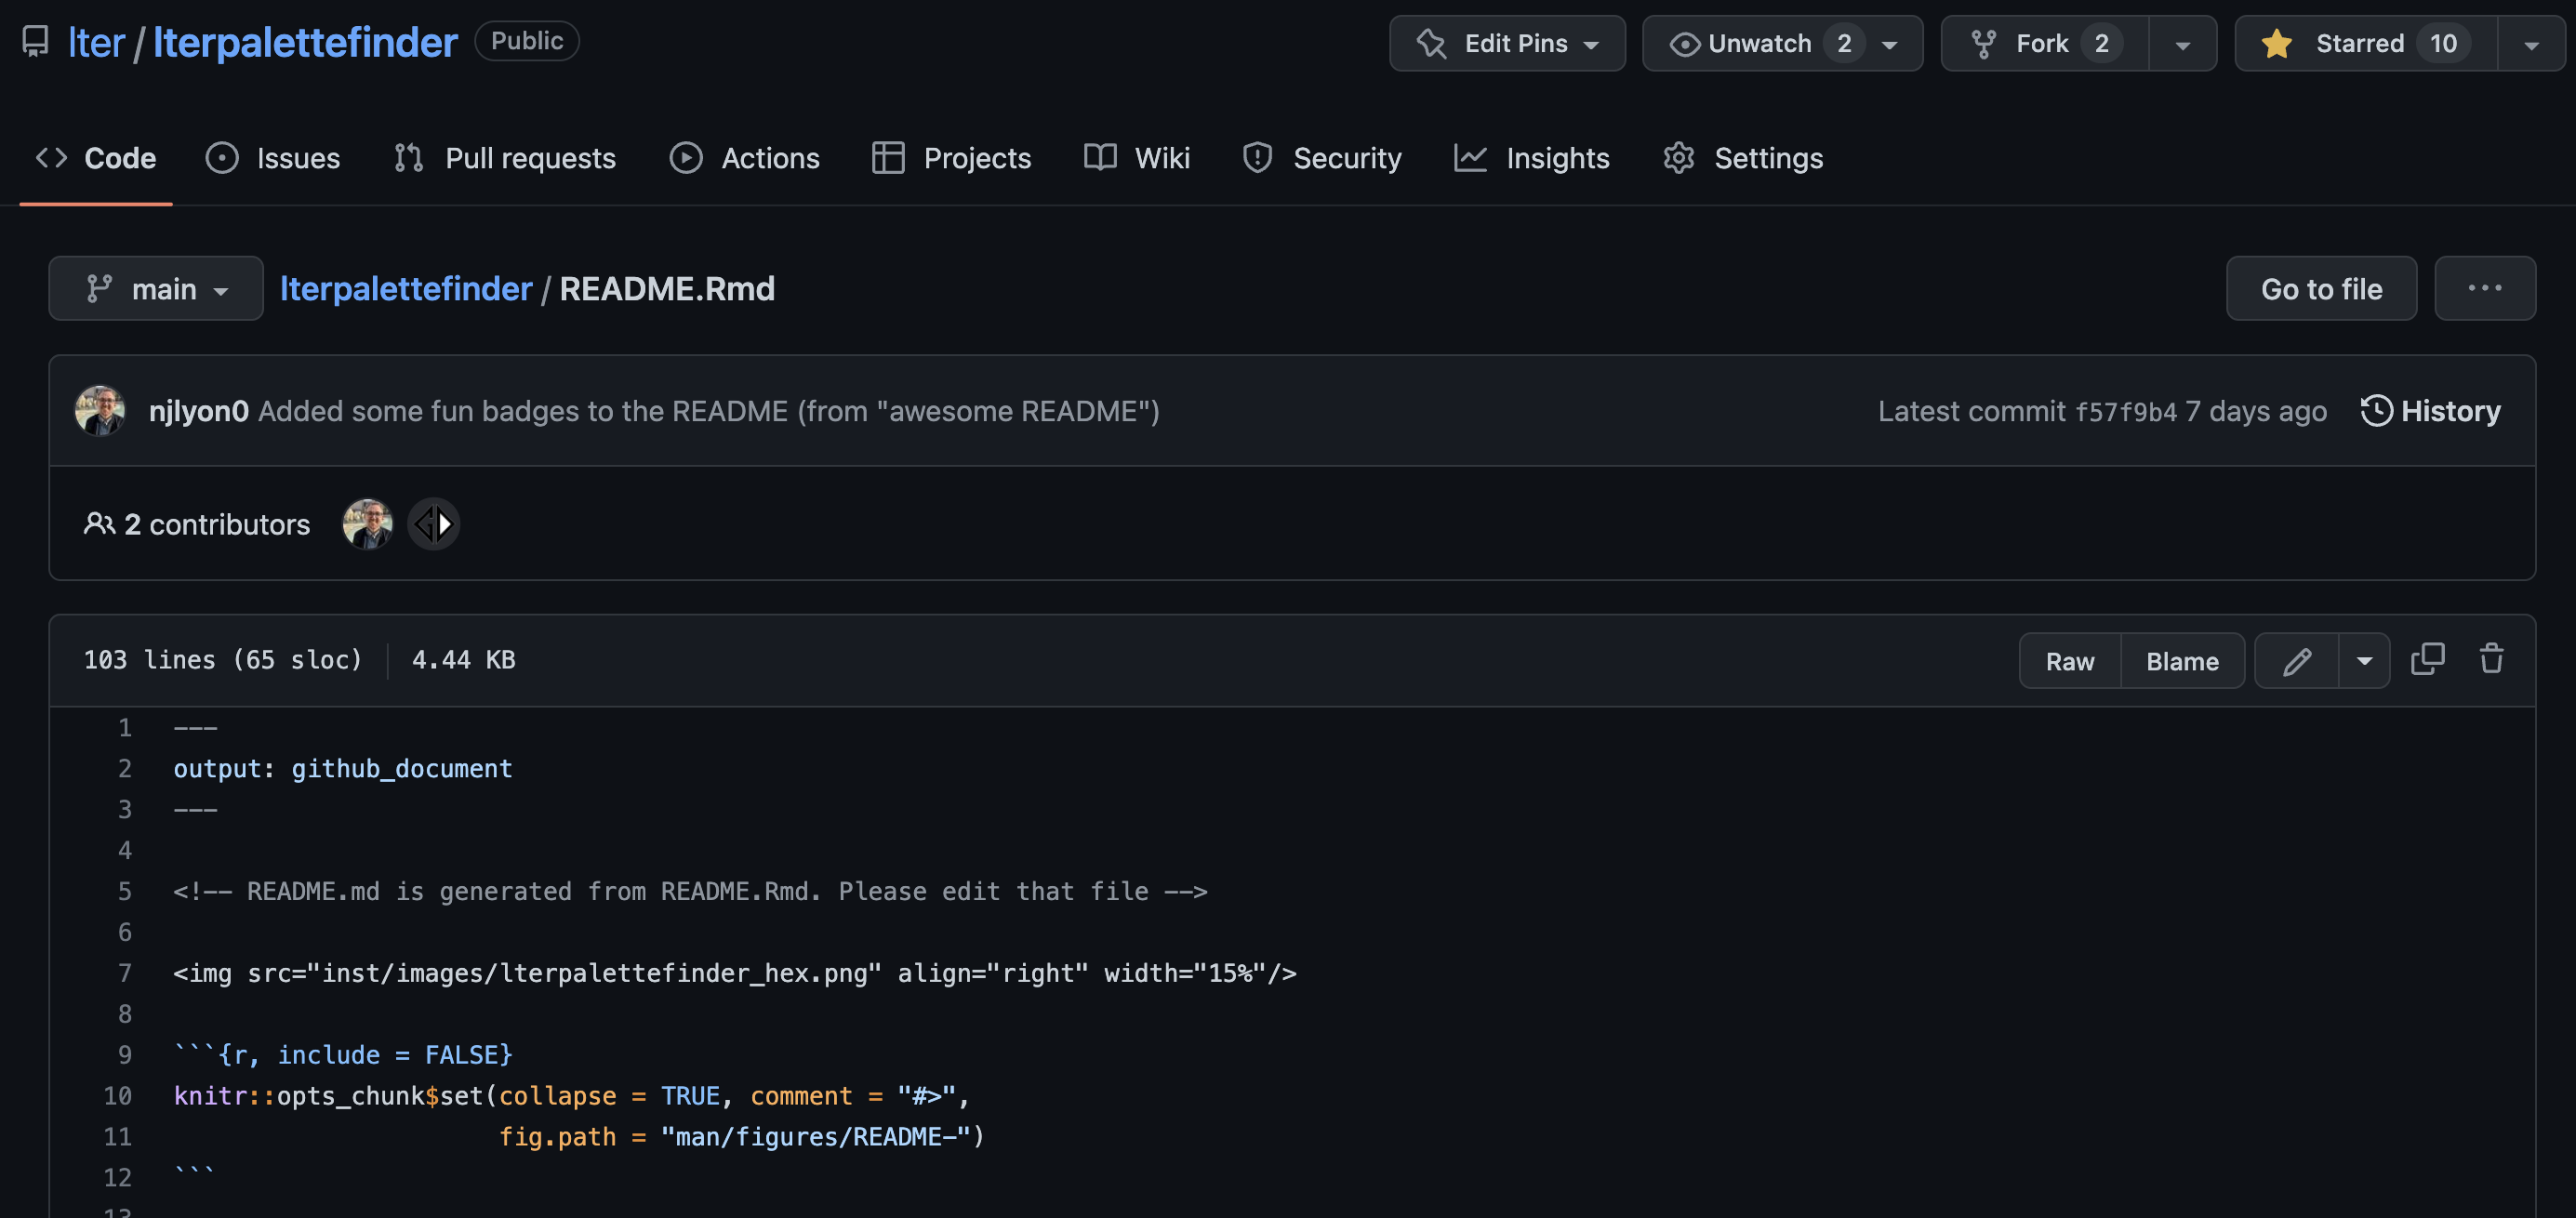 lter / lterpalettefinder Public Edit Pins Unwatch 2 Fork 2 Starred 10
Code Issues Pull requests Actions Projects Wiki Security Insights Settings
main lterpalettefinder / README.Rmd Go to file ...
njlyon0 Added some fun badges to the README (from "awesome README") Latest commit f57f9b4 7 days ago History
2 contributors
103 lines (65 sloc) 4.44 KB Raw Blame
1 ---
2 output: github_document
3 ---
4
5 <!-- README.md is generated from README.Rmd. Please edit that file -->
6
7 <img src="inst/images/lterpalettefinder_hex.png" align="right" width="15%"/>
8
9 ```{r, include = FALSE}
10 knitr::opts_chunk$set(collapse = TRUE, comment = "#>",
11 fig.path = "man/figures/README-")
12 ```
13